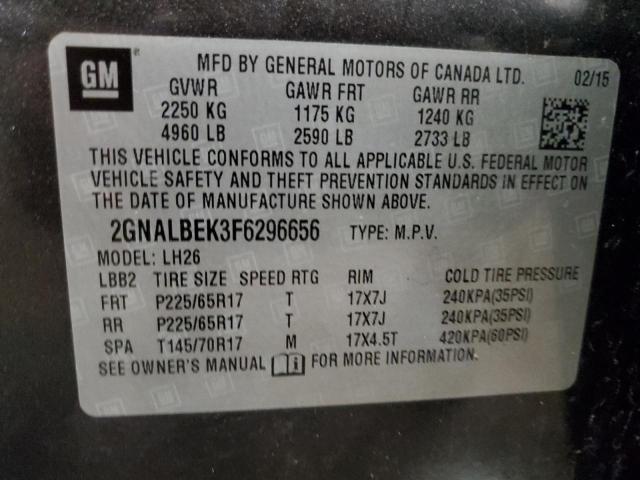 GM
MFD BY GENERAL MOTORS OF CANADA LTD. 02/15
GVWR GAWR FRT GAWR RR
2250 KG 1175 KG 1240 KG
4960 LB 2590 LB 2733 LB
THIS VEHICLE CONFORMS TO ALL APPLICABLE U.S. FEDERAL MOTOR
VEHICLE SAFETY AND THEFT PREVENTION STANDARDS IN EFFECT ON
THE DATE OF MANUFACTURE SHOWN ABOVE.
2GNALBEK3F6296656 TYPE: M.P.V.
MODEL: LH26
LBB2 TIRE SIZE SPEED RTG RIM COLD TIRE PRESSURE
FRT P225/65R17 T 17X7J 240KPA(35PSI)
RR P225/65R17 T 17X7J 240KPA(35PSI)
SPA T145/70R17 M 17X4.5T 420KPA(60PSI)
SEE OWNER'S MANUAL i FOR MORE INFORMATION.